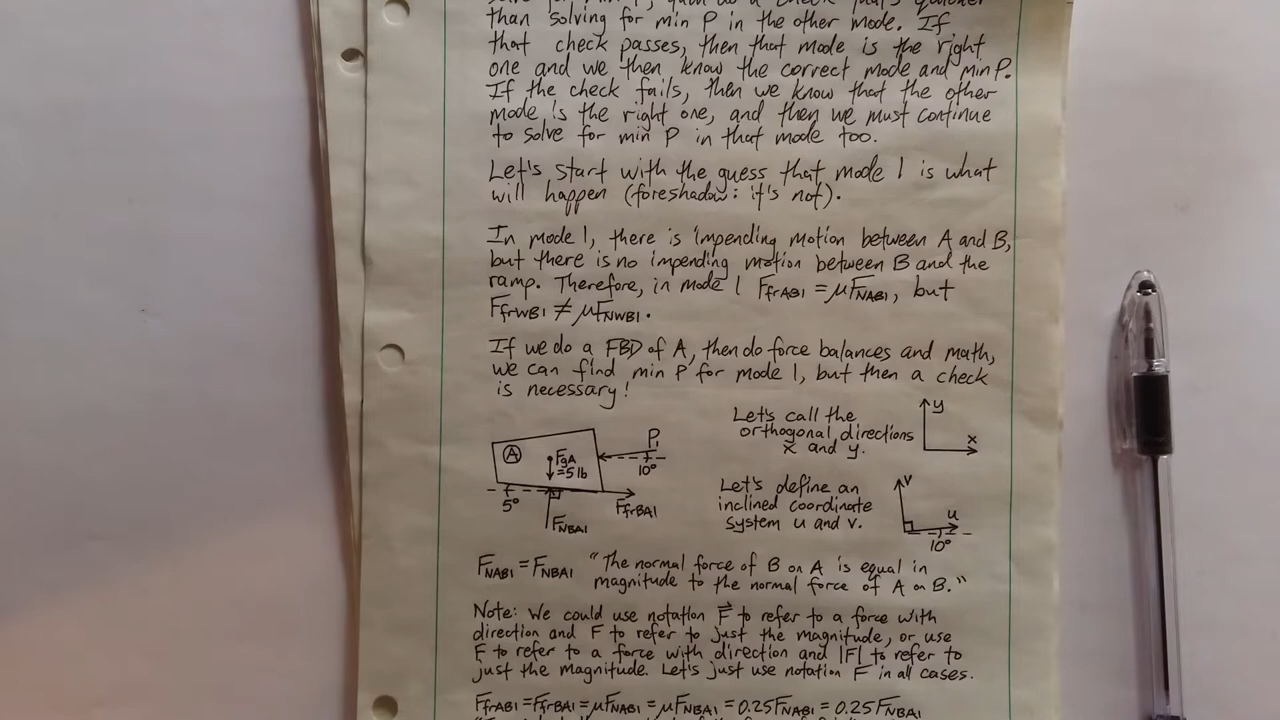 than solving for min P in the other mode. If
that check passes, then that mode is the right
one and we then know the correct mode and min P.
If the check fails, then we know that the other
mode is the right one, and then we must continue
to solve for min P in that mode too.
Let's start with the guess that mode 1 is what
will happen (foreshadow: it's not).
In mode 1, there is impending motion between A and B,
but there is no impending motion between B and the
ramp. Therefore, in mode 1 FfrAB1 = μFNAB1, but
FfrWB1 ≠ μFNWB1.
If we do a FBD of A, then do force balances and math,
we can find min P for mode 1, but then a check
is necessary!
A
FgA
=5 lb
P1
10°
5°
FNBA1
FfrBA1
Let's call the
orthogonal directions
x and y.
y
x
Let's define an
inclined coordinate
system u and v.
v
u
10°
FNAB1 = FNBA1 "The normal force of B on A is equal in
magnitude to the normal force of A on B."
Note: We could use notation F⃗ to refer to a force with
direction and F to refer to just the magnitude, or use
F to refer to a force with direction and |F| to refer to
just the magnitude. Let's just use notation F in all cases.
FfrAB1 = FfrBA1 = μFNAB1 = μFNBA1 = 0.25FNAB1 = 0.25FNBA1